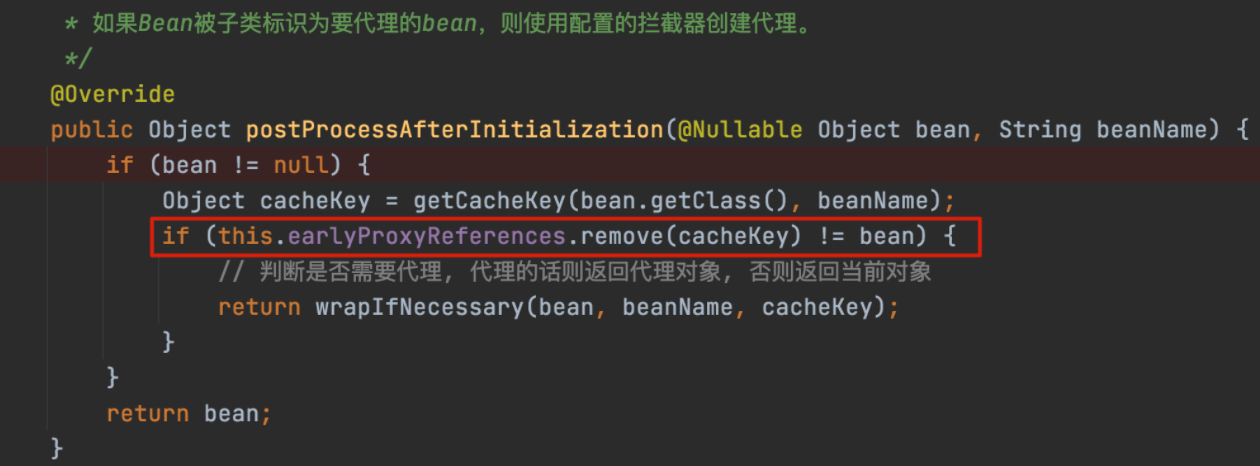 * 如果Bean被子类标识为要代理的bean，则使用配置的拦截器创建代理。
*/
@Override
public Object postProcessAfterInitialization(@Nullable Object bean, String beanName) {
if (bean != null) {
Object cacheKey = getCacheKey(bean.getClass(), beanName);
if (this.earlyProxyReferences.remove(cacheKey) != bean) {
// 判断是否需要代理, 代理的话则返回代理对象, 否则返回当前对象
return wrapIfNecessary(bean, beanName, cacheKey);
}
}
return bean;
}